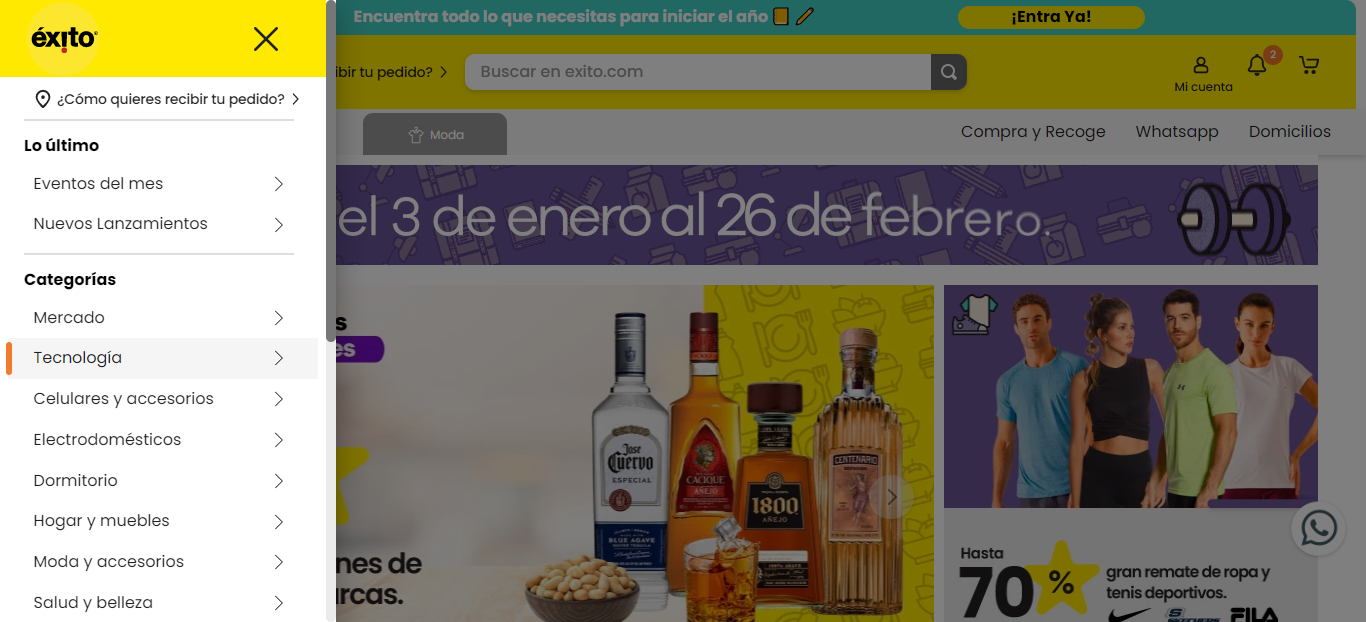 éxito
¿Cómo quieres recibir tu pedido?
Lo último
Eventos del mes
Nuevos Lanzamientos
Categorías
Mercado
Tecnología
Celulares y accesorios
Electrodomésticos
Dormitorio
Hogar y muebles
Moda y accesorios
Salud y belleza
Encuentra todo lo que necesitas para iniciar el año
¡Entra Ya!
ibir tu pedido?
Buscar en exito.com
Mi cuenta
2
Moda
Compra y Recoge
Whatsapp
Domicilios
el 3 de enero al 26 de febrero.
s
es
Jose
Cuervo
ESPECIAL
BLUE AGAVE
CACIQUE
AÑEJO
1800
AÑEJO
CENTENARIO
nes de
rcas.
Hasta
70%
gran remate de ropa y
tenis deportivos.
SKECHERS
FILA